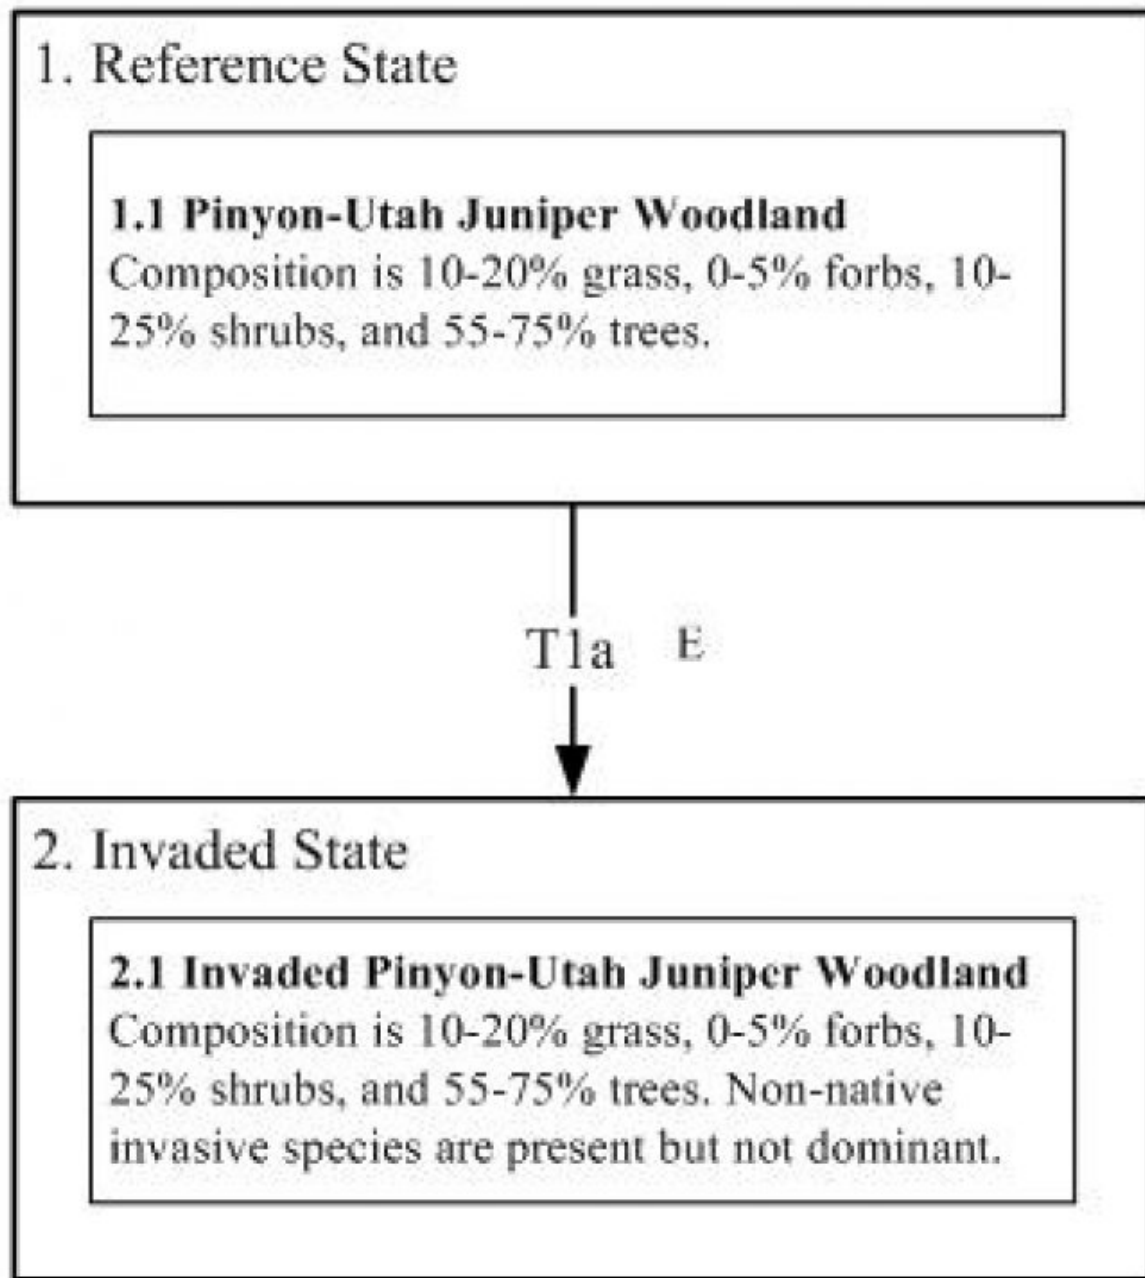 1. Reference State
1.1 Pinyon-Utah Juniper Woodland
Composition is 10-20% grass, 0-5% forbs, 10-
25% shrubs, and 55-75% trees.
T1a E
2. Invaded State
2.1 Invaded Pinyon-Utah Juniper Woodland
Composition is 10-20% grass, 0-5% forbs, 10-
25% shrubs, and 55-75% trees. Non-native
invasive species are present but not dominant.